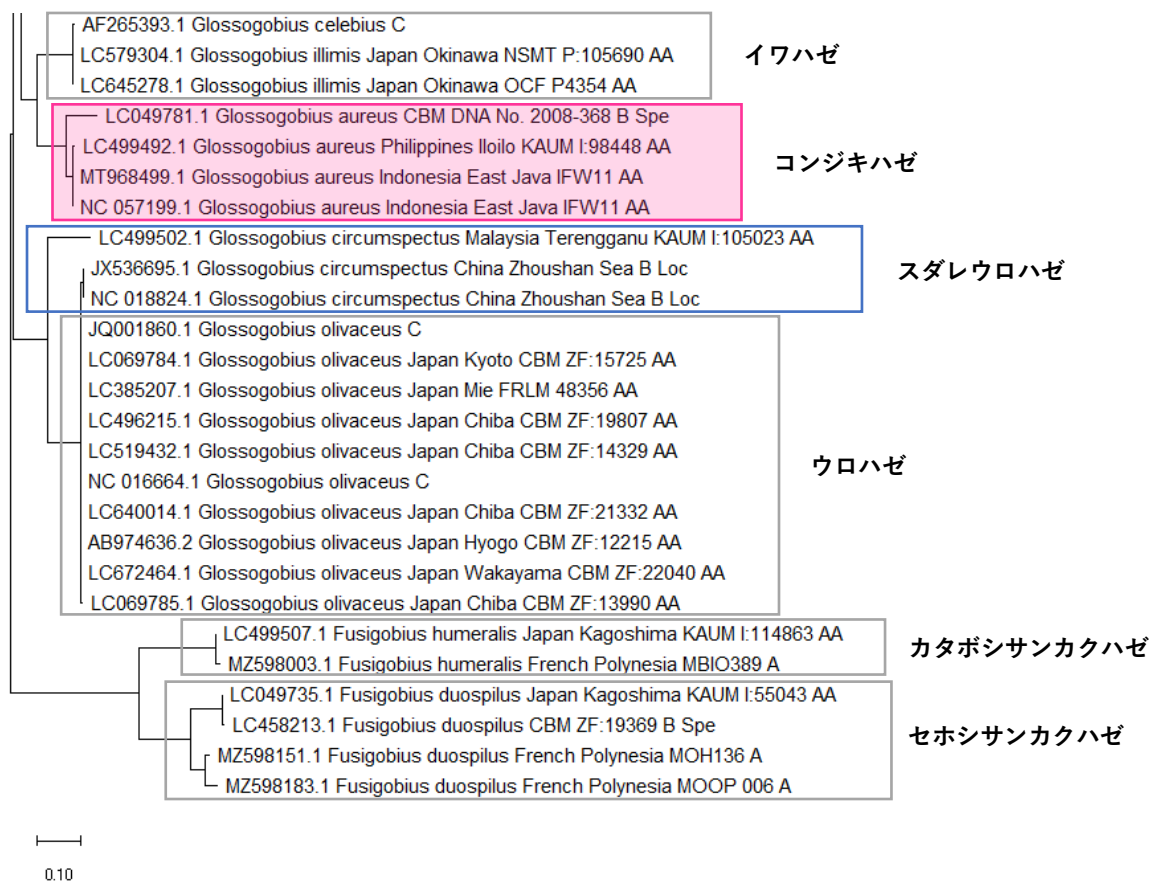 AF265393.1 Glossogobius celebius C
LC579304.1 Glossogobius illimis Japan Okinawa NSMT P:105690 AA
イワハゼ
LC645278.1 Glossogobius illimis Japan Okinawa OCF P4354 AA
LC049781.1 Glossogobius aureus CBM DNA No. 2008-368 B Spe
LC499492.1 Glossogobius aureus Philippines Iloilo KAUM I:98448 AA
コンジキハゼ
MT968499.1 Glossogobius aureus Indonesia East Java IFW11 AA
NC 057199.1 Glossogobius aureus Indonesia East Java IFW11 AA
LC499502.1 Glossogobius circumspectus Malaysia Terengganu KAUM I:105023 AA
JX536695.1 Glossogobius circumspectus China Zhoushan Sea B Loc
スダレウロハゼ
NC 018824.1 Glossogobius circumspectus China Zhoushan Sea B Loc
JQ001860.1 Glossogobius olivaceus C
LC069784.1 Glossogobius olivaceus Japan Kyoto CBM ZF:15725 AA
LC385207.1 Glossogobius olivaceus Japan Mie FRLM 48356 AA
LC496215.1 Glossogobius olivaceus Japan Chiba CBM ZF:19807 AA
LC519432.1 Glossogobius olivaceus Japan Chiba CBM ZF:14329 AA
ウロハゼ
NC 016664.1 Glossogobius olivaceus C
LC640014.1 Glossogobius olivaceus Japan Chiba CBM ZF:21332 AA
AB974636.2 Glossogobius olivaceus Japan Hyogo CBM ZF:12215 AA
LC672464.1 Glossogobius olivaceus Japan Wakayama CBM ZF:22040 AA
LC069785.1 Glossogobius olivaceus Japan Chiba CBM ZF:13990 AA
LC499507.1 Fusigobius humeralis Japan Kagoshima KAUM I:114863 AA
カタボシサンカクハゼ
MZ598003.1 Fusigobius humeralis French Polynesia MBIO389 A
LC049735.1 Fusigobius duospilus Japan Kagoshima KAUM I:55043 AA
LC458213.1 Fusigobius duospilus CBM ZF:19369 B Spe
セホシサンカクハゼ
MZ598151.1 Fusigobius duospilus French Polynesia MOH136 A
MZ598183.1 Fusigobius duospilus French Polynesia MOOP 006 A
0.10